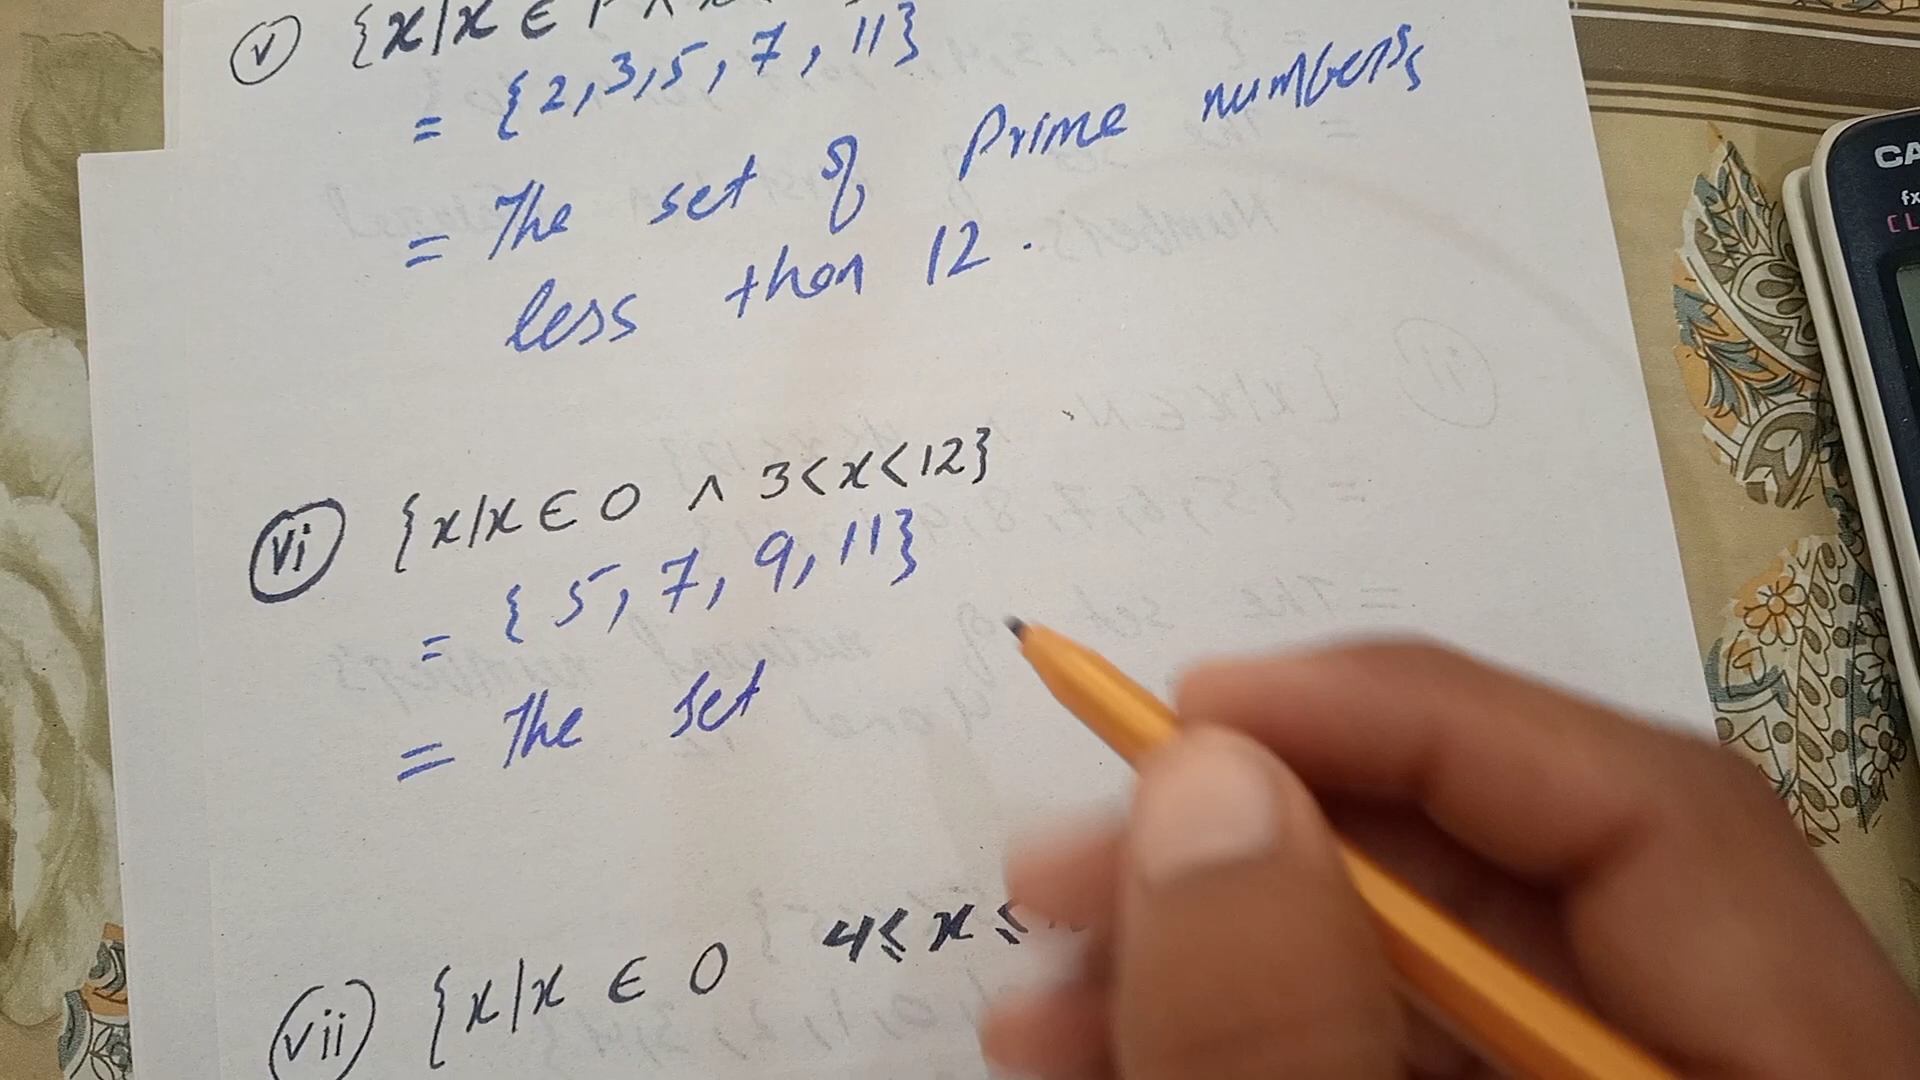 v {x/x ∈ P ∧
= {2,3,5,7,11}
= The set of Prime numbers
less than 12.
vi {x/x ∈ O ∧ 3<x<12}
= {5,7,9,11}
= The set
vii {x/x ∈ O 4≤x≤
CA
fx
CL